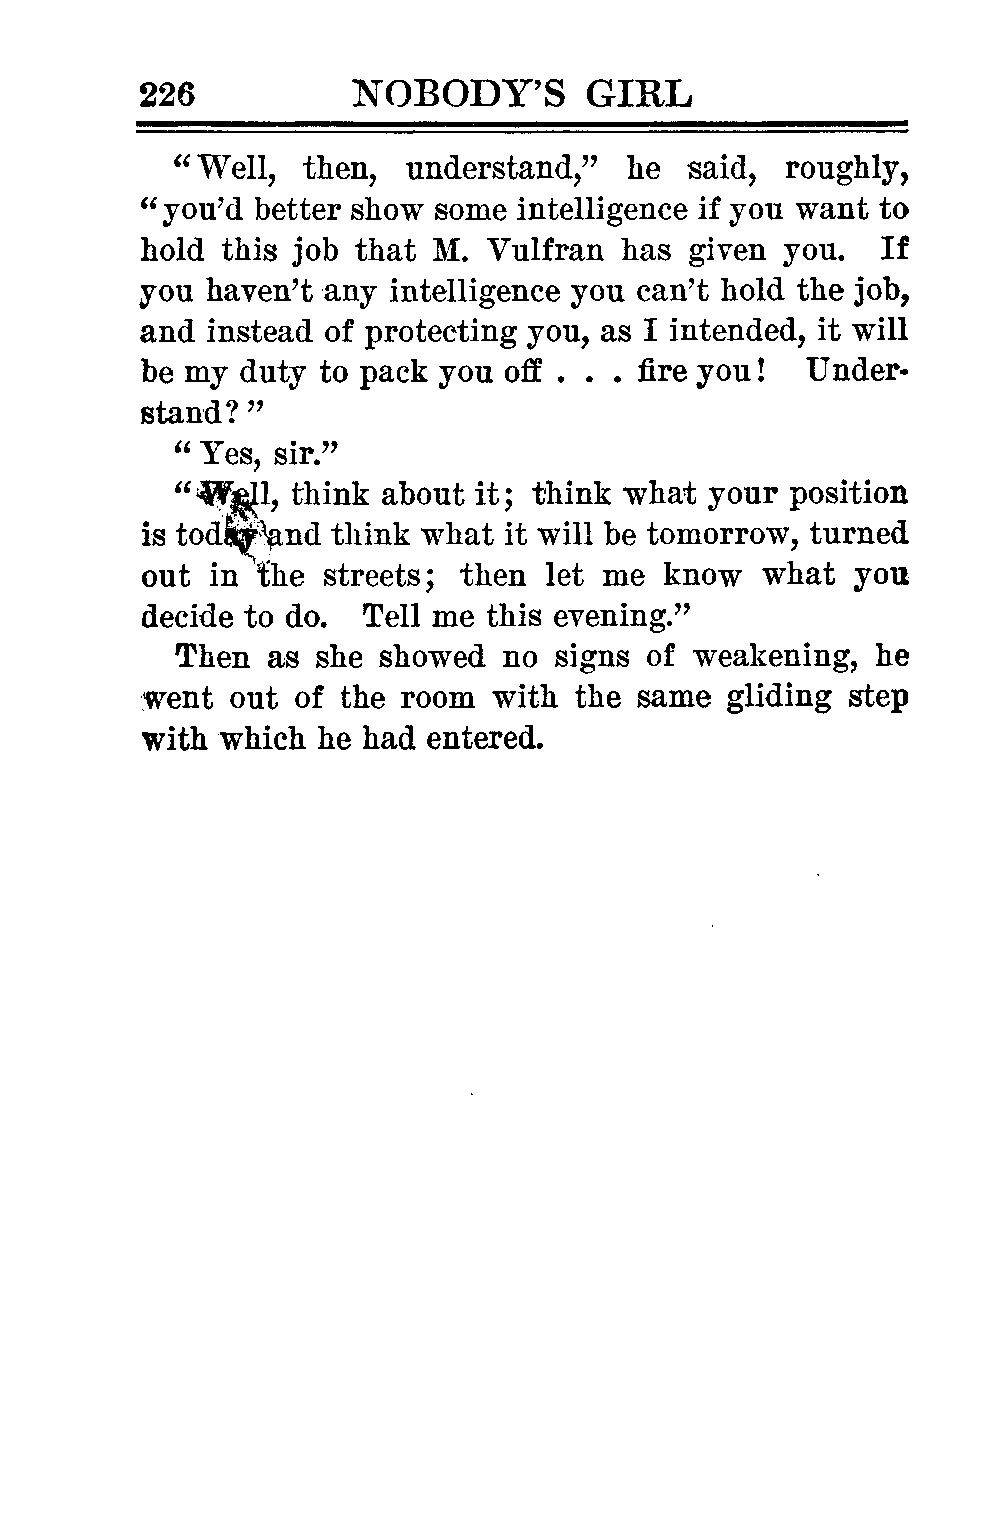 226 NOBODY'S GIRL
“Well, then, understand,” he said, roughly,
“you'd better show some intelligence if you want to
hold this job that M. Vulfran has given you. If
you haven't any intelligence you can't hold the job,
and instead of protecting you, as I intended, it will
be my duty to pack you off . . . fire you! Under-
stand?”
“Yes, sir.”
“Well, think about it; think what your position
is today and think what it will be tomorrow, turned
out in the streets; then let me know what you
decide to do. Tell me this evening.”
Then as she showed no signs of weakening, he
went out of the room with the same gliding step
with which he had entered.